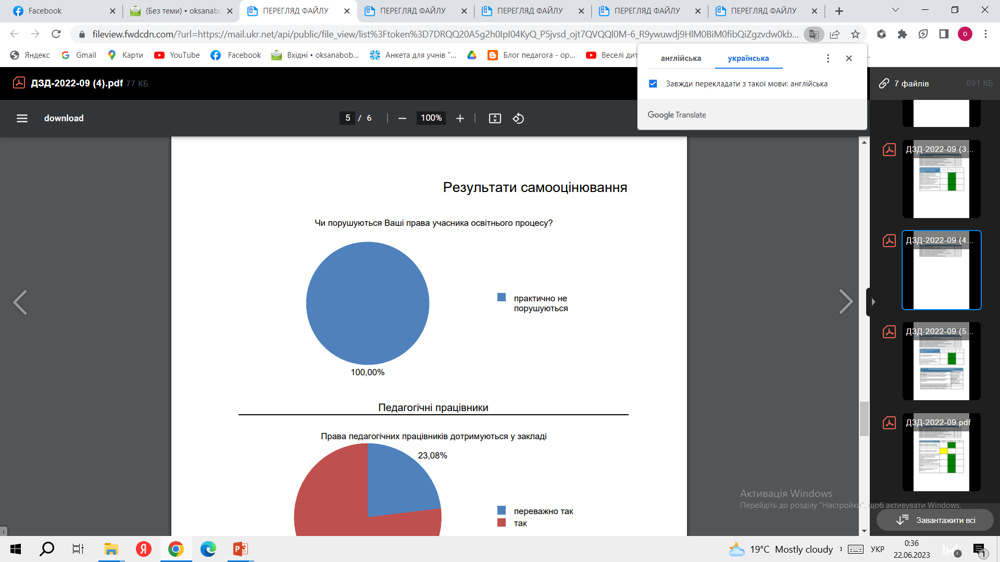 Facebook
(Без теми) • oksanabo
ПЕРЕГЛЯД ФАЙЛУ
ПЕРЕГЛЯД ФАЙЛУ
ПЕРЕГЛЯД ФАЙЛУ
ПЕРЕГЛЯД ФАЙЛУ
ПЕРЕГЛЯД ФАЙЛУ
fileview.fwdcdn.com/?url=https://mail.ukr.net/api/public/file_view/list%3Ftoken%3D7DRQQ20A5g2h0IpI04KyQ_P5jvsd_ojt7QVQQl0M-6_R9ywuwdj9HlM0BiM0fibQiZgzvdw0kb...
О
Яндекс
Gmail
Карти
YouTube
Facebook
Вхідні • oksanabob...
Анкета для учнів "...
Блог педагога - ор...
Веселі дит
англійська
українська
Завжди перекладати з такої мови: англійська
Google Translate
ДЗД-2022-09 (4).pdf 77 КБ
7 файлів
691 КБ
download
5 / 6
100%
Результати самооцінювання
Чи порушуються Ваші права учасника освітнього процесу?
практично не
порушуються
100,00%
Педагогічні працівники
Права педагогічних працівників дотримуються у закладі
23,08%
переважно так
так
ДЗД-2022-09 (3...
ДЗД-2022-09 (4...
ДЗД-2022-09 (5...
ДЗД-2022-09.pdf
Активація Windows
Перейдіть до розділу "Настройки", щоб активувати Windows.
Завантажити всі
19°C Mostly cloudy
УКР
0:36
22.06.2023
3
1